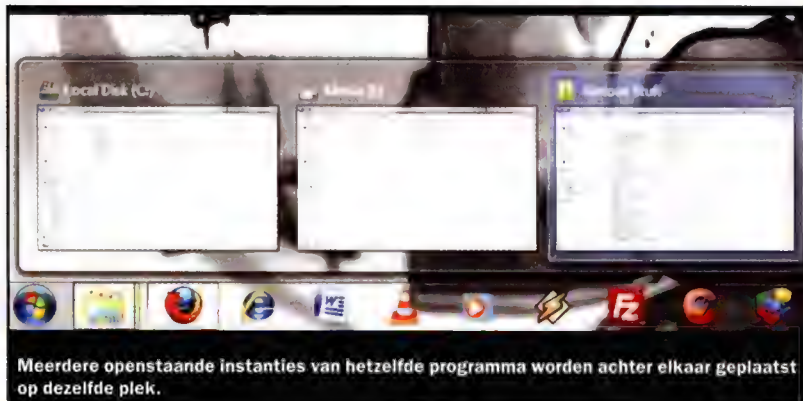 Local Disk (C:)
Meerdere openstaande instanties van hetzelfde programma worden achter elkaar geplaatst
op dezelfde plek.